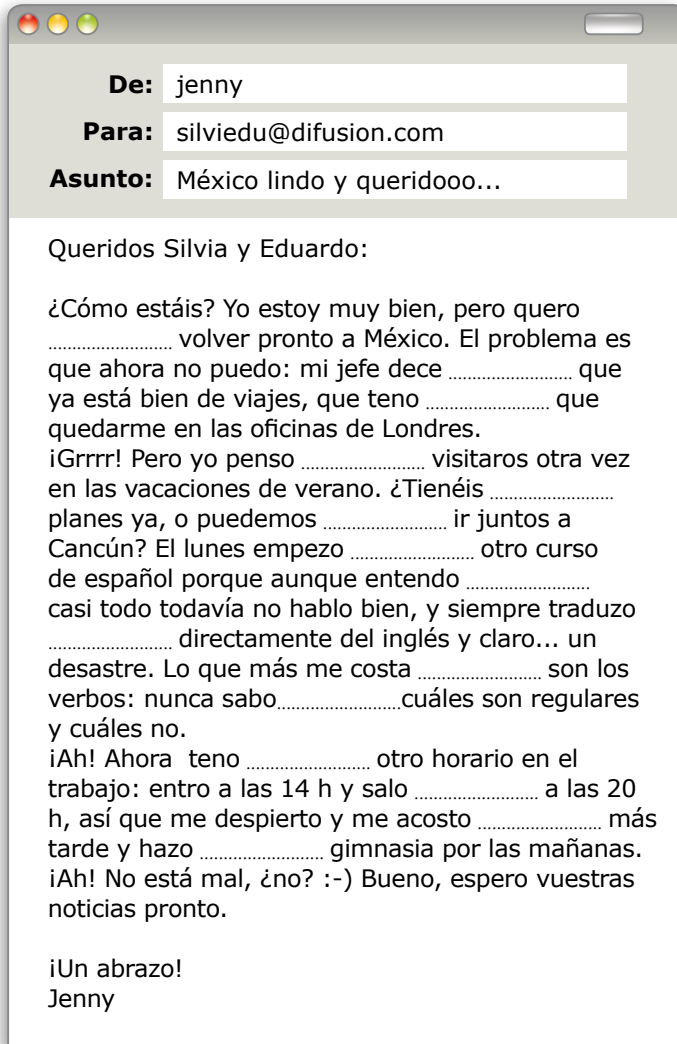 De: jenny
Para: silviedu@difusion.com
Asunto: México lindo y queridooo...
Queridos Silvia y Eduardo:
¿Cómo estáis? Yo estoy muy bien, pero quero
.......................... volver pronto a México. El problema es
que ahora no puedo: mi jefe dece .......................... que
ya está bien de viajes, que teno .......................... que
quedarme en las oficinas de Londres.
¡Grrrr! Pero yo penso .......................... visitaros otra vez
en las vacaciones de verano. ¿Tienéis ..........................
planes ya, o puedemos .......................... ir juntos a
Cancún? El lunes empezo .......................... otro curso
de español porque aunque entendo ..........................
casi todo todavía no hablo bien, y siempre traduzo
.......................... directamente del inglés y claro... un
desastre. Lo que más me costa .......................... son los
verbos: nunca sabo..........................cuáles son regulares
y cuáles no.
¡Ah! Ahora teno .......................... otro horario en el
trabajo: entro a las 14 h y salo .......................... a las 20
h, así que me despierto y me acosto .......................... más
tarde y hazo .......................... gimnasia por las mañanas.
¡Ah! No está mal, ¿no? :-) Bueno, espero vuestras
noticias pronto.
¡Un abrazo!
Jenny